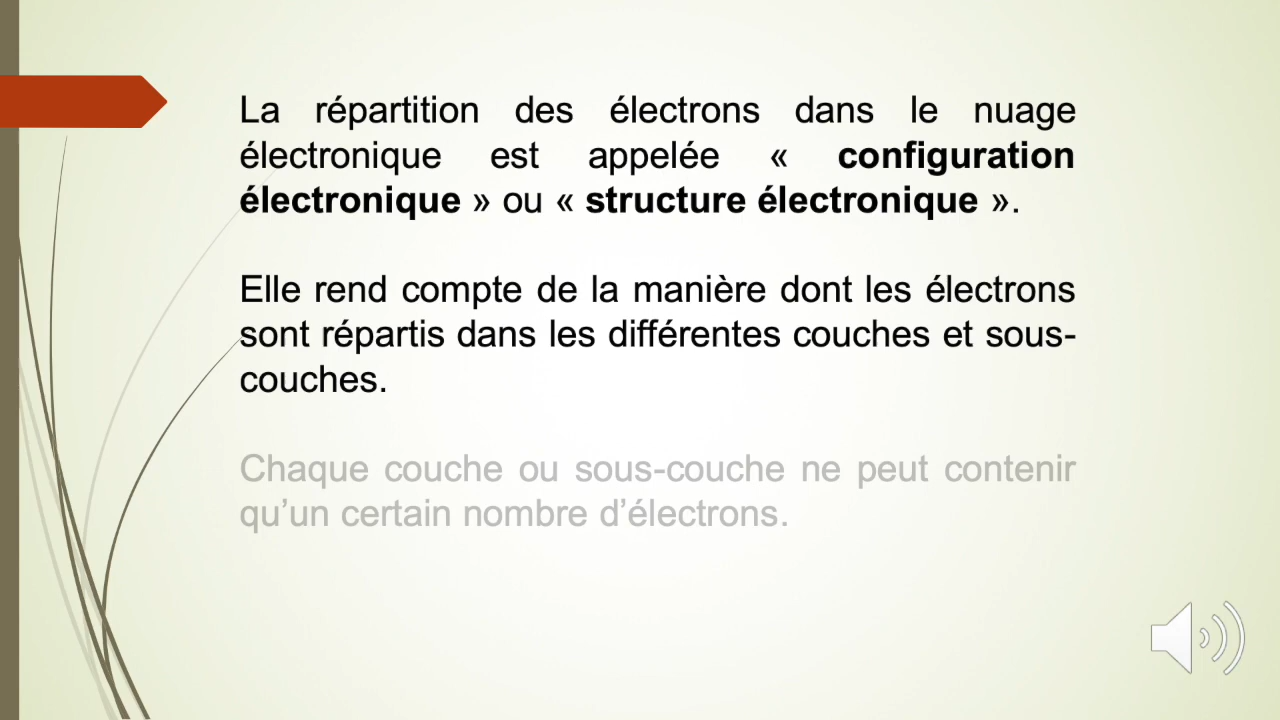 La répartition des électrons dans le nuage
électronique est appelée « configuration
électronique » ou « structure électronique ».
Elle rend compte de la manière dont les électrons
sont répartis dans les différentes couches et sous-
couches.
Chaque couche ou sous-couche ne peut contenir
qu’un certain nombre d’électrons.